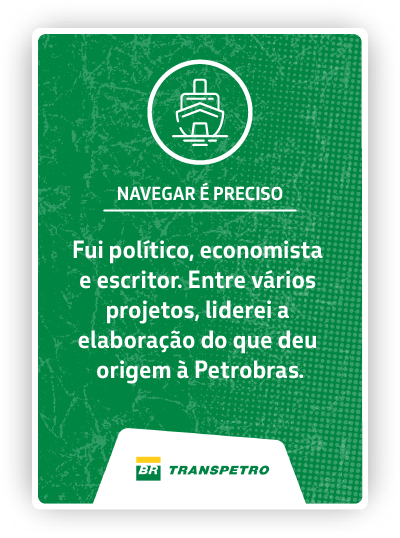 NAVEGAR É PRECISO
Fui político, economista
e escritor. Entre vários
projetos, liderei a
elaboração do que deu
origem à Petrobras.
BR TRANSPETRO